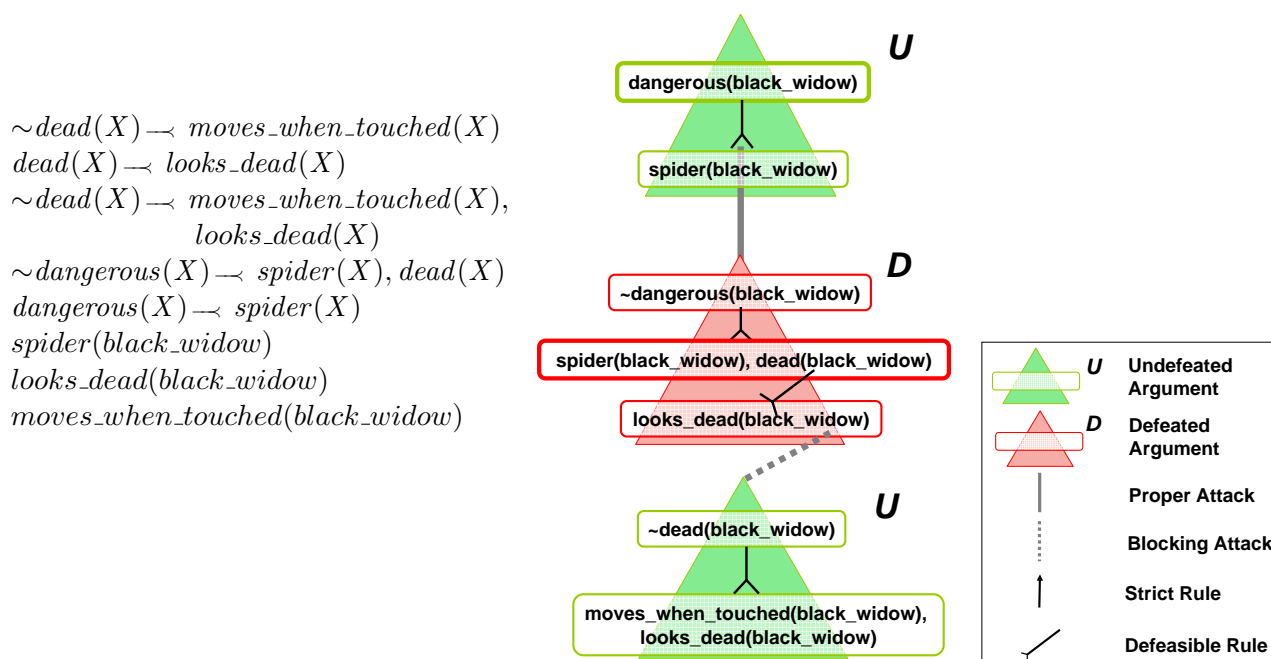 ∼dead(X) ⤙ moves_when_touched(X)
dead(X) ⤙ looks_dead(X)
∼dead(X) ⤙ moves_when_touched(X),
looks_dead(X)
∼dangerous(X) ⤙ spider(X), dead(X)
dangerous(X) ⤙ spider(X)
spider(black_widow)
looks_dead(black_widow)
moves_when_touched(black_widow)
U
dangerous(black_widow)
spider(black_widow)
D
~dangerous(black_widow)
spider(black_widow), dead(black_widow)
looks_dead(black_widow)
U
~dead(black_widow)
moves_when_touched(black_widow),
looks_dead(black_widow)
U Undefeated
Argument
D Defeated
Argument
Proper Attack
Blocking Attack
Strict Rule
Defeasible Rule